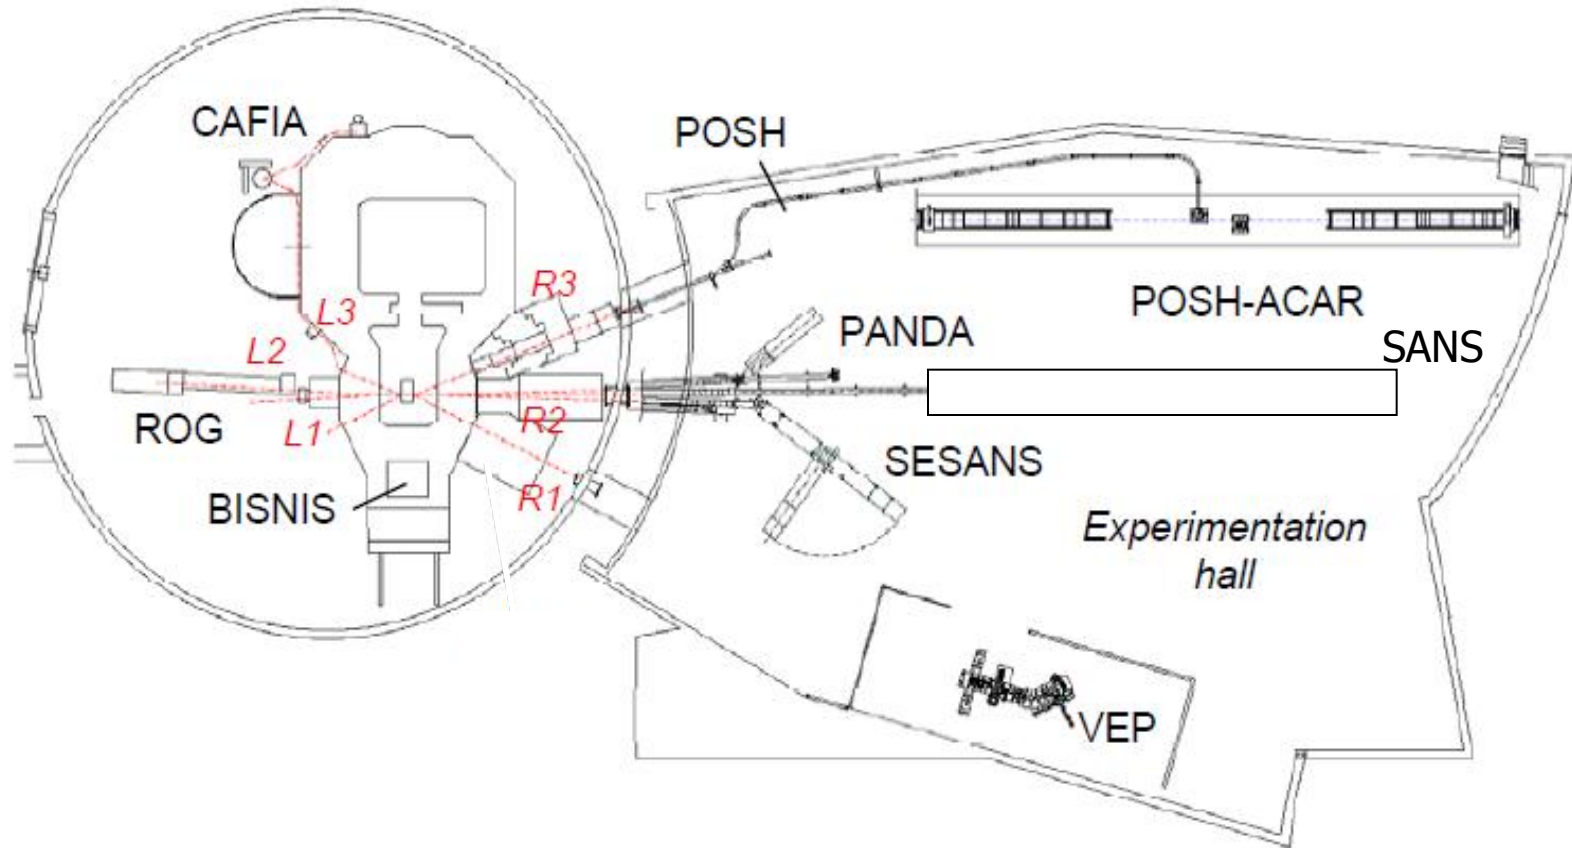 CAFIA
POSH
R3
POSH-ACAR
L3
PANDA
SANS
L2
ROG
L1
R2
SESANS
BISNIS
R1
Experimentation
hall
VEP